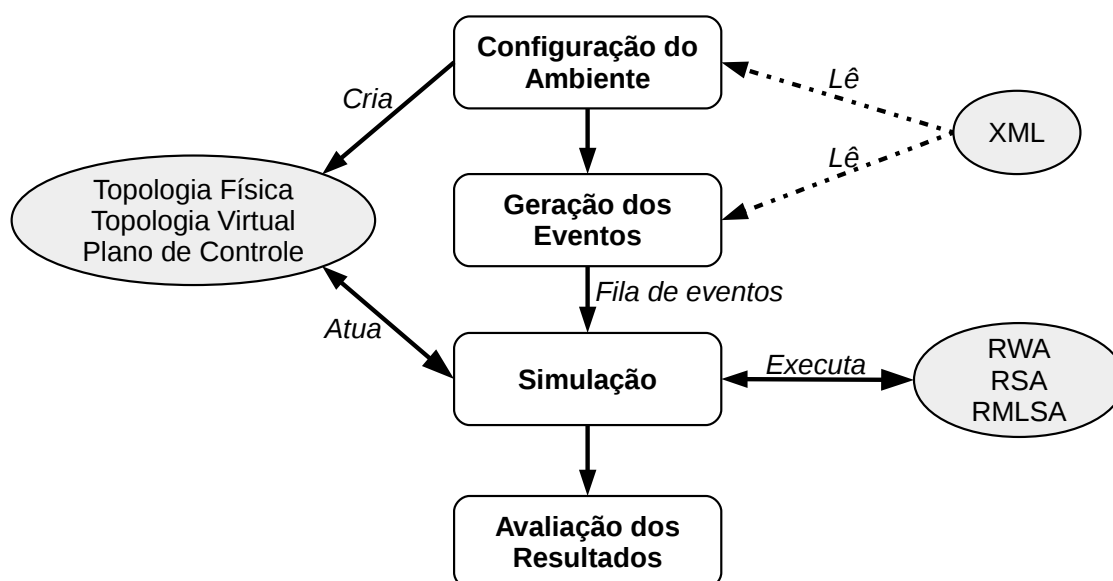 Configuração do
Ambiente
Cria
Lê
XML
Lê
Topologia Física
Topologia Virtual
Plano de Controle
Geração dos
Eventos
Fila de eventos
Atua
Simulação
Executa
RWA
RSA
RMLSA
Avaliação dos
Resultados